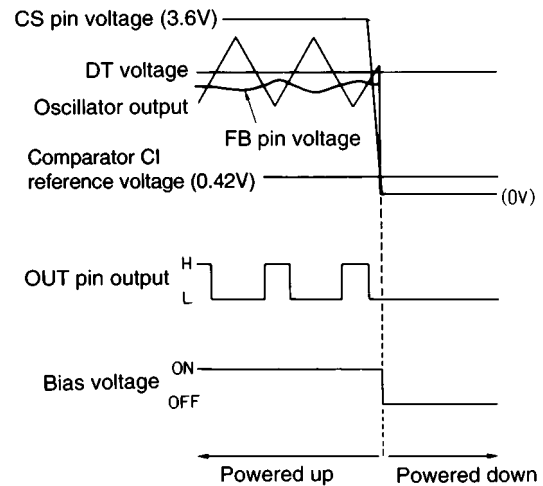 CS pin voltage (3.6V)
DT voltage
Oscillator output
FB pin voltage
Comparator CI
reference voltage (0.42V)
(0V)
OUT pin output
H
L
Bias voltage
ON
OFF
Powered up
Powered down